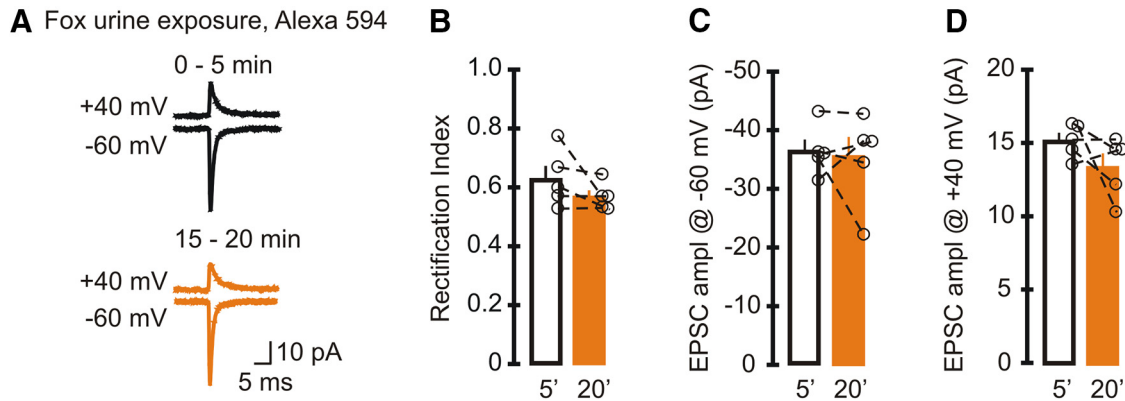 A Fox urine exposure, Alexa 594
0 - 5 min
+40 mV
-60 mV
15 - 20 min
+40 mV
-60 mV
10 pA
5 ms
B
Rectification Index
1.0
0.8
0.6
0.4
0.2
0
5’ 20’
C
EPSC ampl @ -60 mV (pA)
-50
-40
-30
-20
-10
0
5’ 20’
D
EPSC ampl @ +40 mV (pA)
20
15
10
5
0
5’ 20’